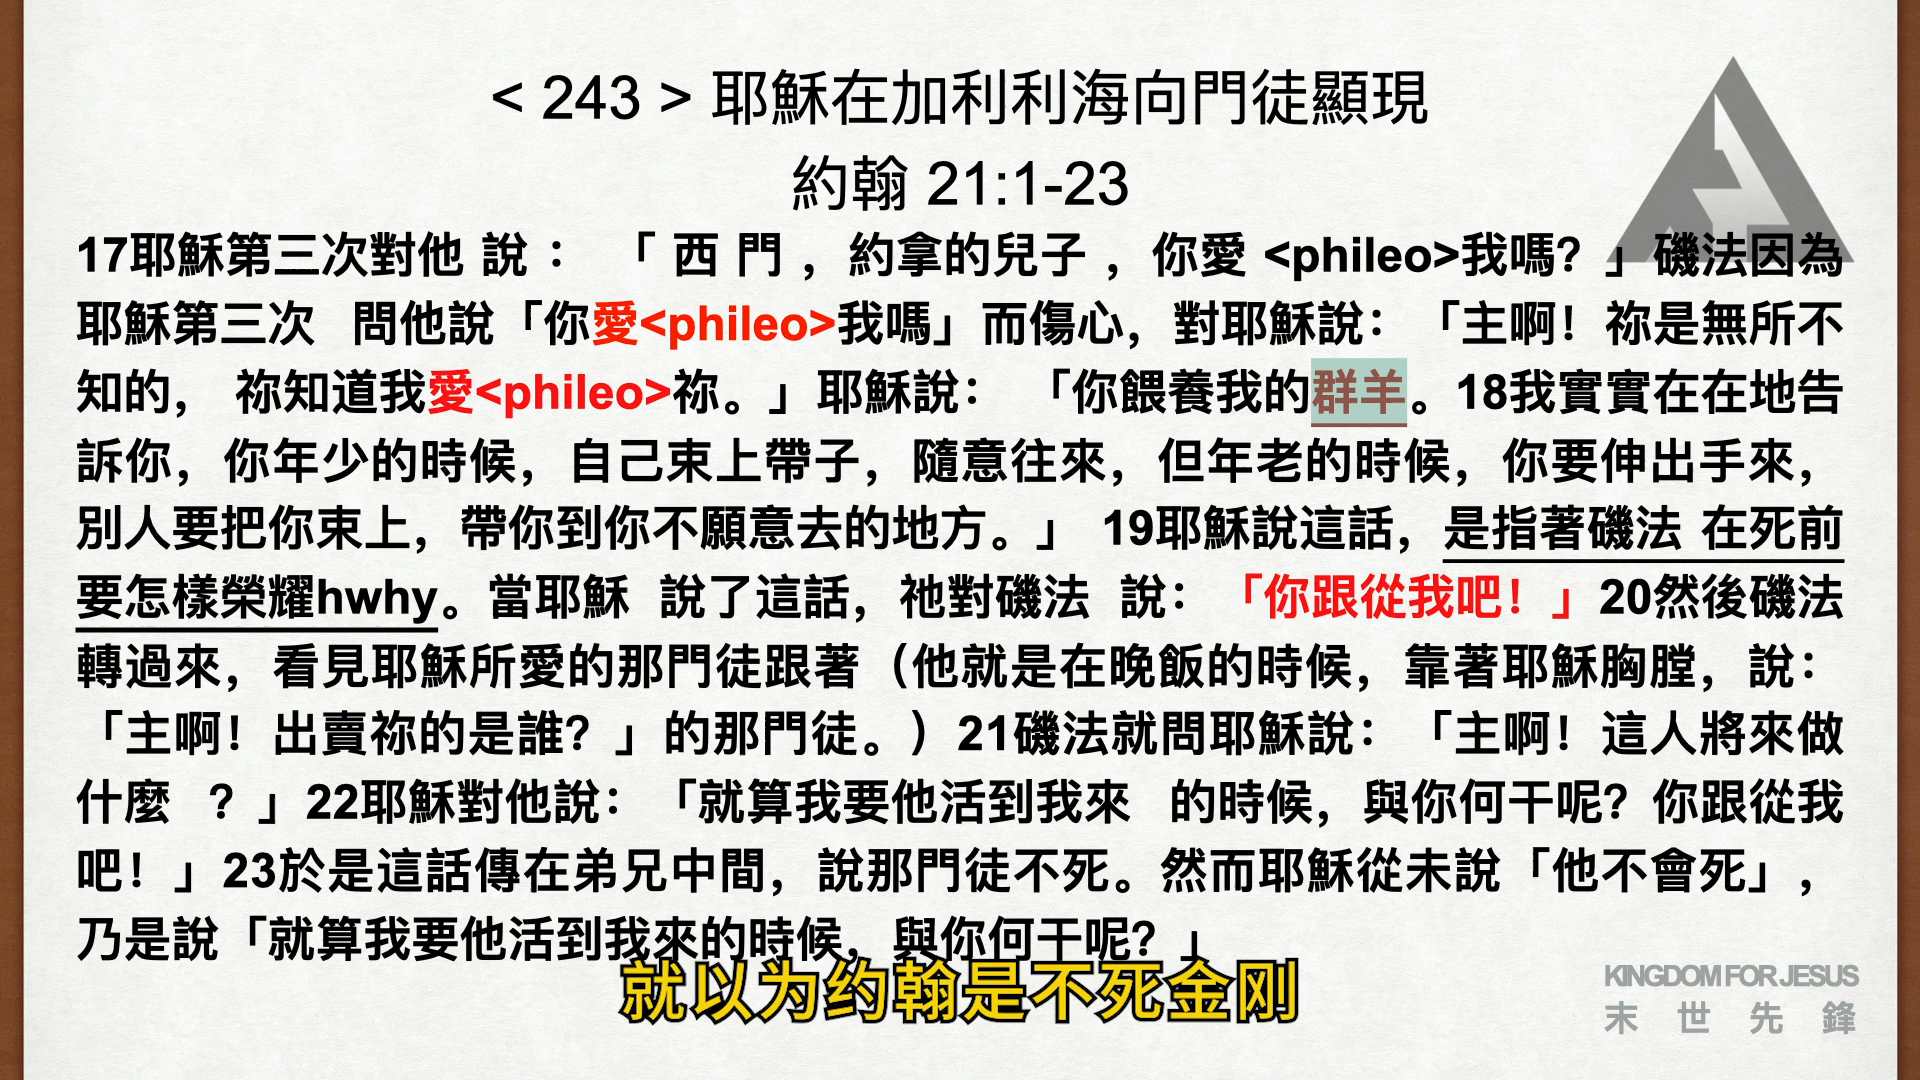 < 243 > 耶穌在加利利海向門徒顯現
約翰 21:1-23
17耶穌第三次對他 說 ： 「 西 門 ，約拿的兒子 ，你愛 <phileo>我嗎？」磯法因為
耶穌第三次 問他說「你愛<phileo>我嗎」而傷心，對耶穌說：「主啊！祢是無所不
知的， 祢知道我愛<phileo>祢。」耶穌說： 「你餵養我的群羊。18我實實在在地告
訴你，你年少的時候，自己束上帶子，隨意往來，但年老的時候，你要伸出手來，
別人要把你束上，帶你到你不願意去的地方。」 19耶穌說這話，是指著磯法 在死前
要怎樣榮耀hwhy。當耶穌 說了這話，祂對磯法 說：「你跟從我吧！」20然後磯法
轉過來，看見耶穌所愛的那門徒跟著（他就是在晚飯的時候，靠著耶穌胸膛，說：
「主啊！出賣祢的是誰？」的那門徒。）21磯法就問耶穌說：「主啊！這人將來做
什麼 ？」22耶穌對他說：「就算我要他活到我來 的時候，與你何干呢？你跟從我
吧！」23於是這話傳在弟兄中間，說那門徒不死。然而耶穌從未說「他不會死」，
乃是說「就算我要他活到我來的時候，與你何干呢？」
就以为约翰是不死金刚
KINGDOM FOR JESUS
末世先鋒